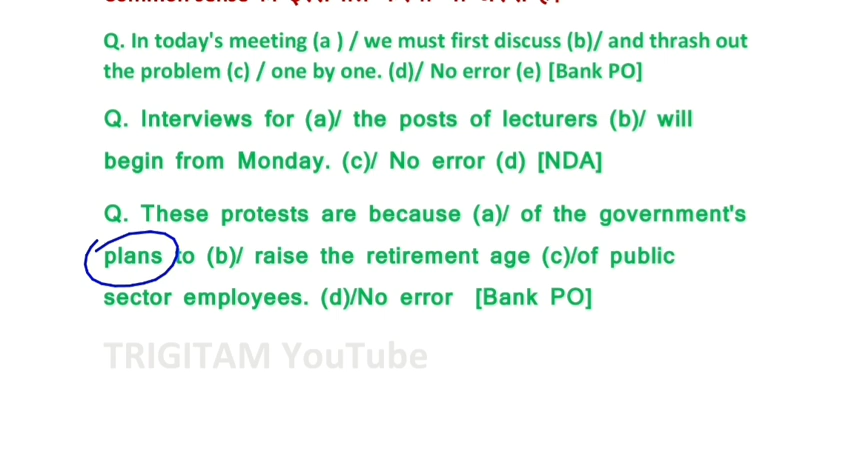 Common sense
Q. In today's meeting (a ) / we must first discuss (b)/ and thrash out
the problem (c) / one by one. (d)/ No error (e) [Bank PO]
Q. Interviews for (a)/ the posts of lecturers (b)/ will
begin from Monday. (c)/ No error (d) [NDA]
Q. These protests are because (a)/ of the government's
plans to (b)/ raise the retirement age (c)/of public
sector employees. (d)/No error [Bank PO]
TRIGITAM YouTube